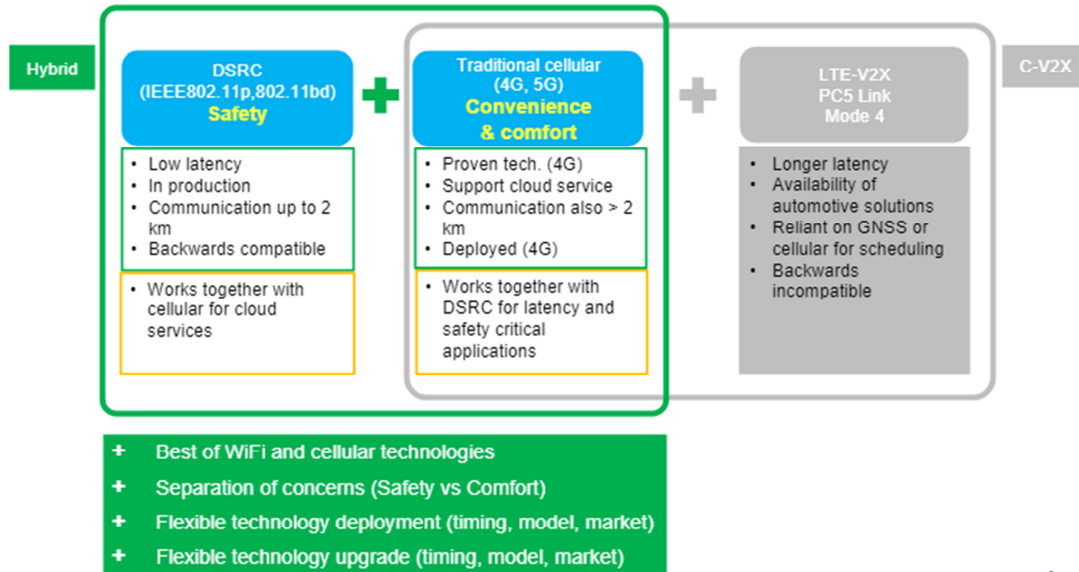 Hybrid
DSRC
(IEEE802.11p,802.11bd)
Safety
Traditional cellular
(4G, 5G)
Convenience
& comfort
LTE-V2X
PC5 Link
Mode 4
C-V2X
• Low latency
• In production
• Communication up to 2
km
• Backwards compatible
• Works together with
cellular for cloud
services
• Proven tech. (4G)
• Support cloud service
• Communication also > 2
km
• Deployed (4G)
• Works together with
DSRC for latency and
safety critical
applications
• Longer latency
• Availability of
automotive solutions
• Reliant on GNSS or
cellular for scheduling
• Backwards
incompatible
+ Best of WiFi and cellular technologies
+ Separation of concerns (Safety vs Comfort)
+ Flexible technology deployment (timing, model, market)
+ Flexible technology upgrade (timing, model, market)